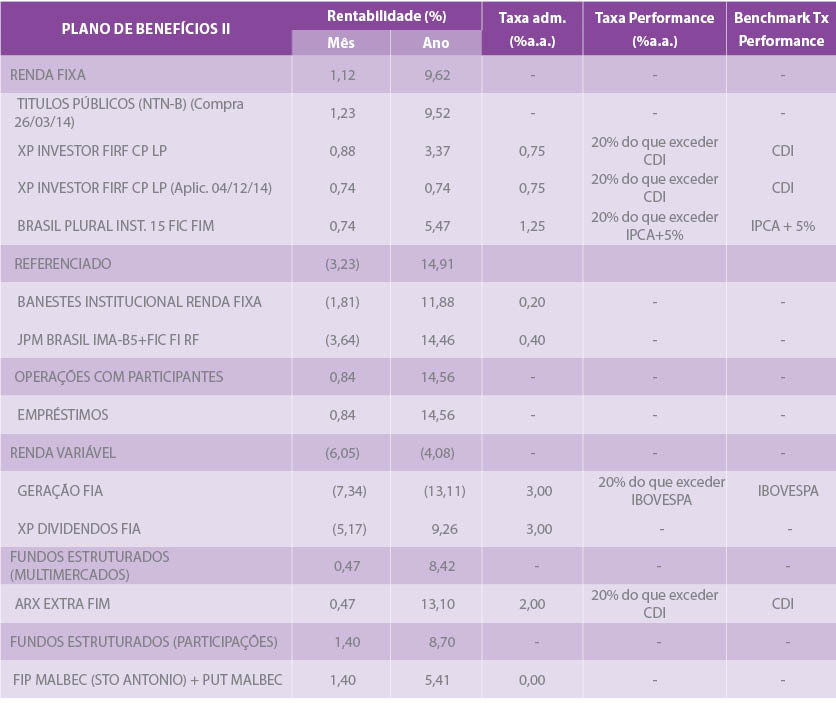 PLANO DE BENEFÍCIOS II Rentabilidade (%) Taxa adm. (%a.a.) Taxa Performance (%a.a.) Benchmark Tx Performance
Mês Ano
RENDA FIXA 1,12 9,62 - - -
TITULOS PÚBLICOS (NTN-B) (Compra 26/03/14) 1,23 9,52 - - -
XP INVESTOR FIRF CP LP 0,88 3,37 0,75 20% do que exceder CDI CDI
XP INVESTOR FIRF CP LP (Aplic. 04/12/14) 0,74 0,74 0,75 20% do que exceder CDI CDI
BRASIL PLURAL INST. 15 FIC FIM 0,74 5,47 1,25 20% do que exceder IPCA+5% IPCA + 5%
REFERENCIADO (3,23) 14,91
BANESTES INSTITUCIONAL RENDA FIXA (1,81) 11,88 0,20 - -
JPM BRASIL IMA-B5+FIC FI RF (3,64) 14,46 0,40 - -
OPERAÇÕES COM PARTICIPANTES 0,84 14,56 - - -
EMPRÉSTIMOS 0,84 14,56 - - -
RENDA VARIÁVEL (6,05) (4,08) - - -
GERAÇÃO FIA (7,34) (13,11) 3,00 20% do que exceder IBOVESPA IBOVESPA
XP DIVIDENDOS FIA (5,17) 9,26 3,00 - -
FUNDOS ESTRUTURADOS (MULTIMERCADOS) 0,47 8,42 - - -
ARX EXTRA FIM 0,47 13,10 2,00 20% do que exceder CDI CDI
FUNDOS ESTRUTURADOS (PARTICIPAÇÕES) 1,40 8,70 - - -
FIP MALBEC (STO ANTONIO) + PUT MALBEC 1,40 5,41 0,00 - -